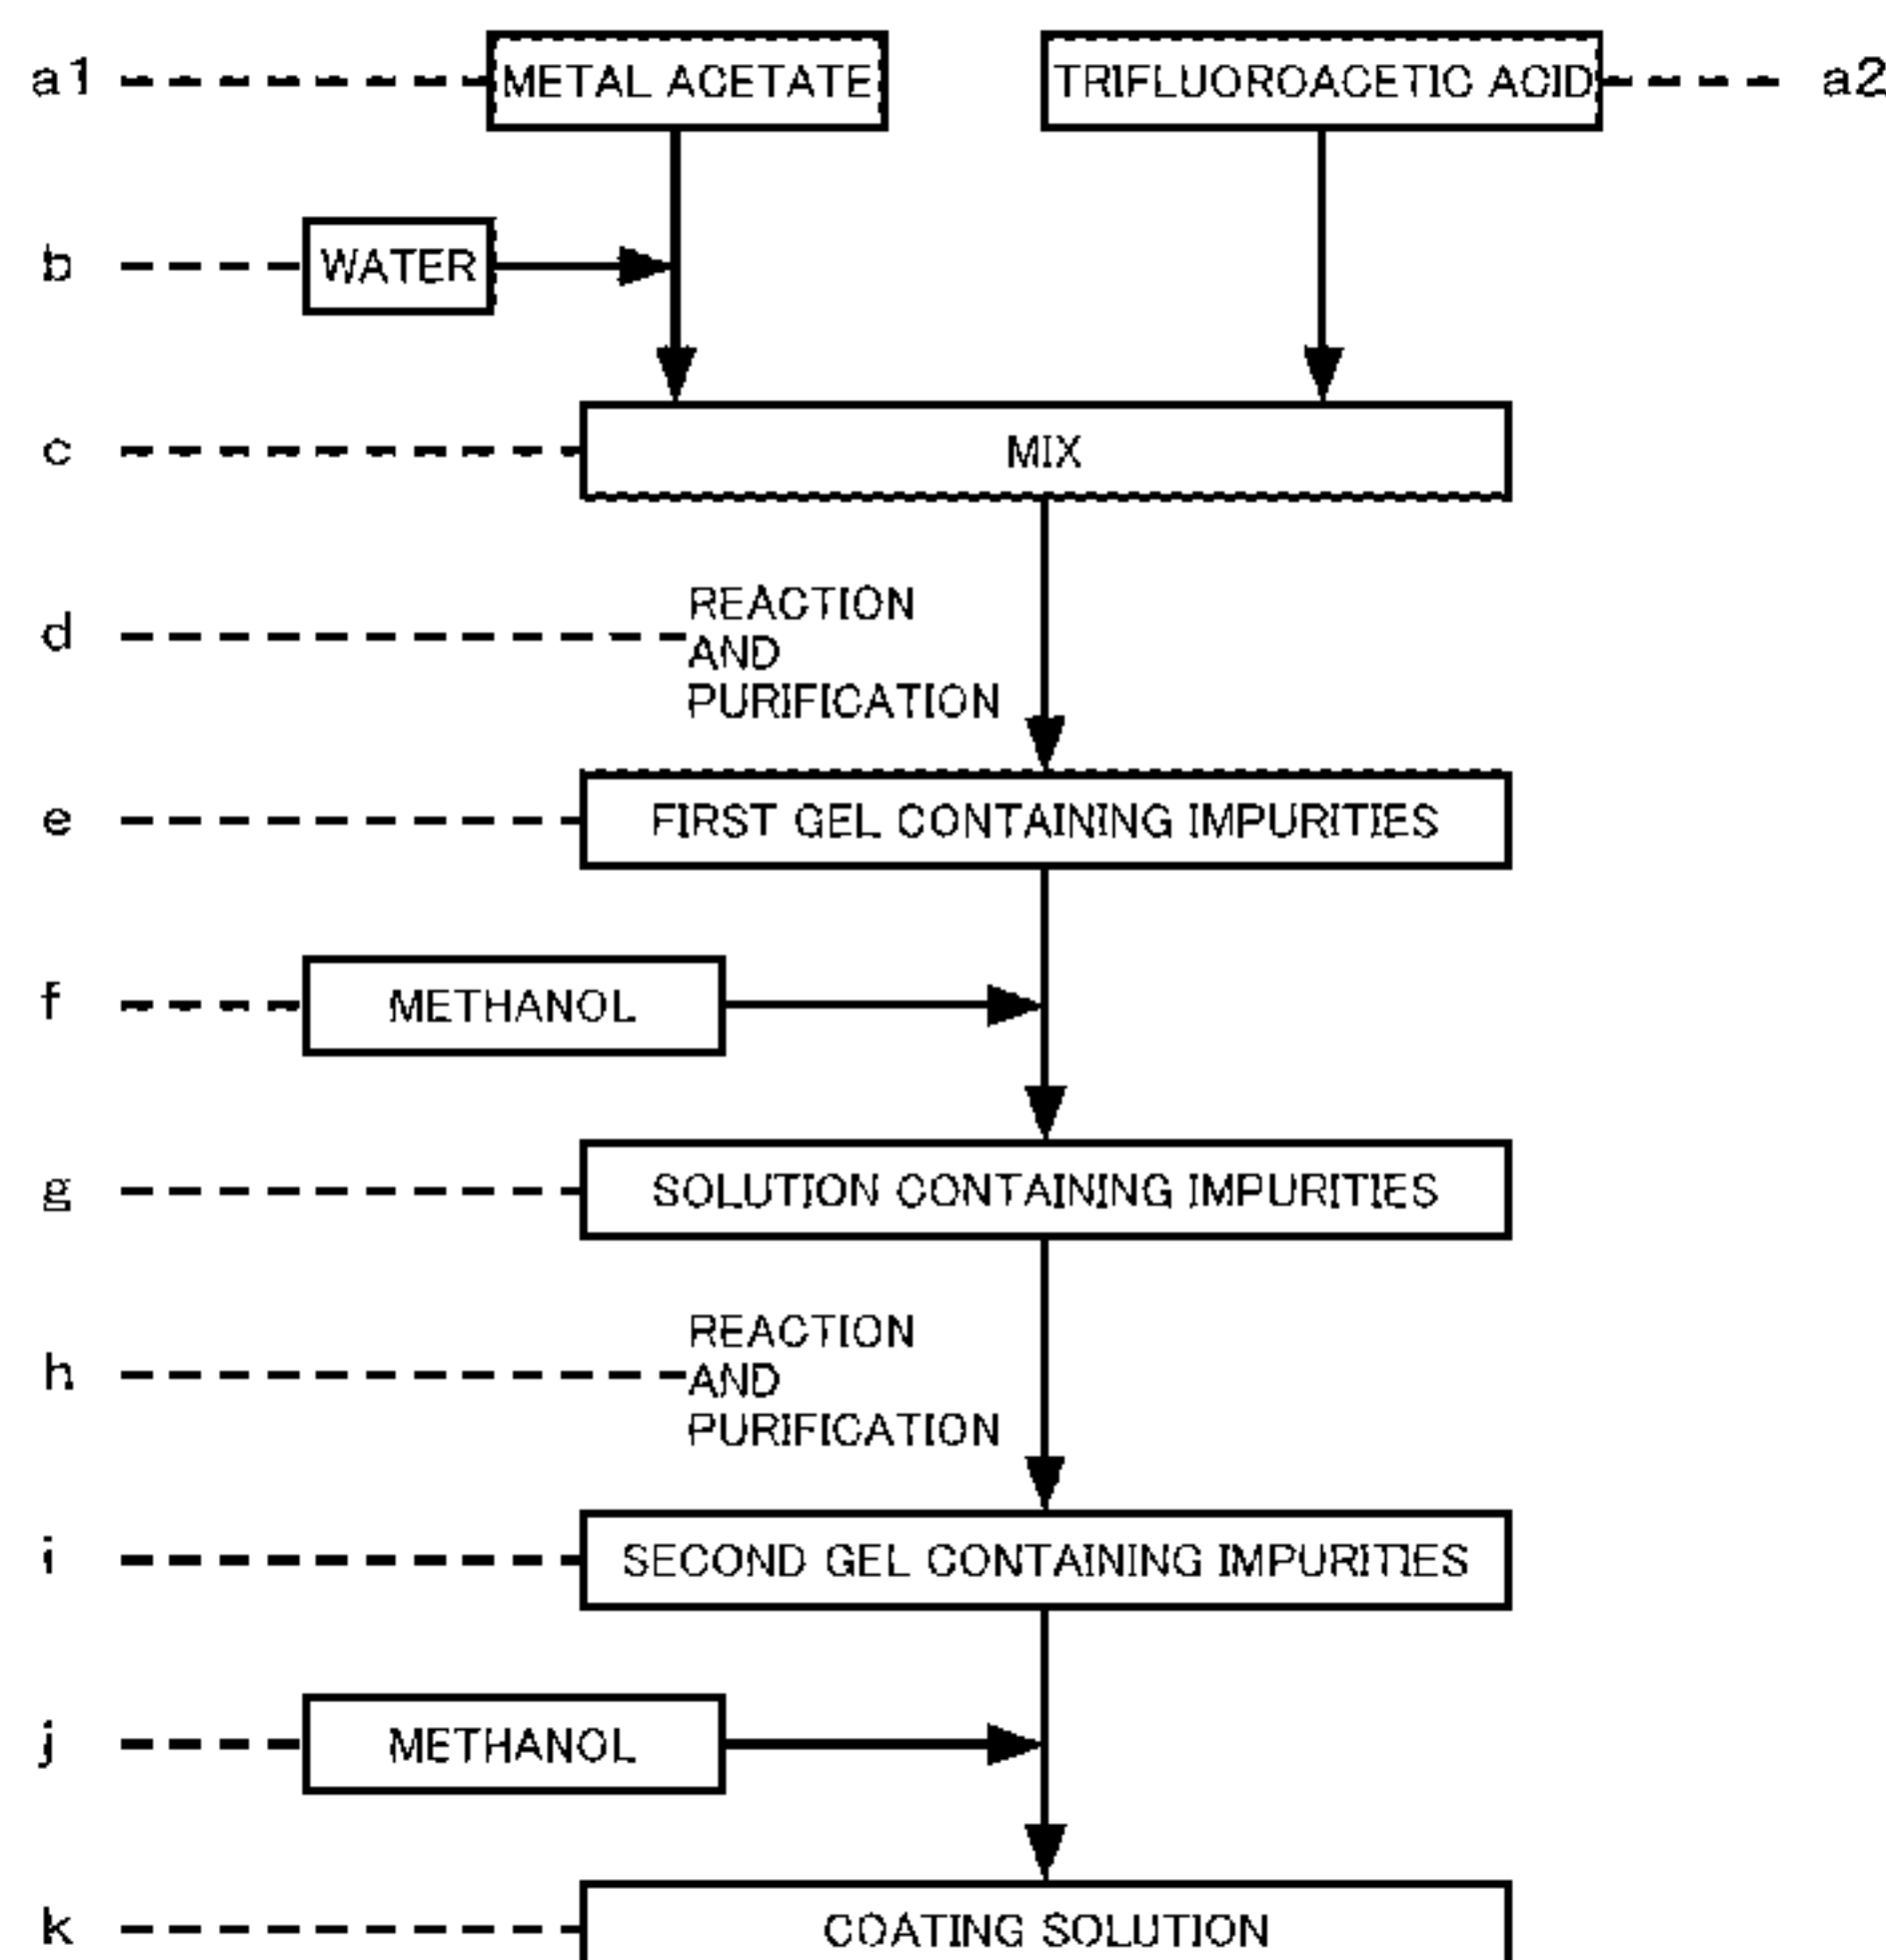 a1 METAL ACETATE TRIFLUOROACETIC ACID a2
b WATER
c MIX
d REACTION
AND
PURIFICATION
e FIRST GEL CONTAINING IMPURITIES
f METHANOL
g SOLUTION CONTAINING IMPURITIES
h REACTION
AND
PURIFICATION
i SECOND GEL CONTAINING IMPURITIES
j METHANOL
k COATING SOLUTION